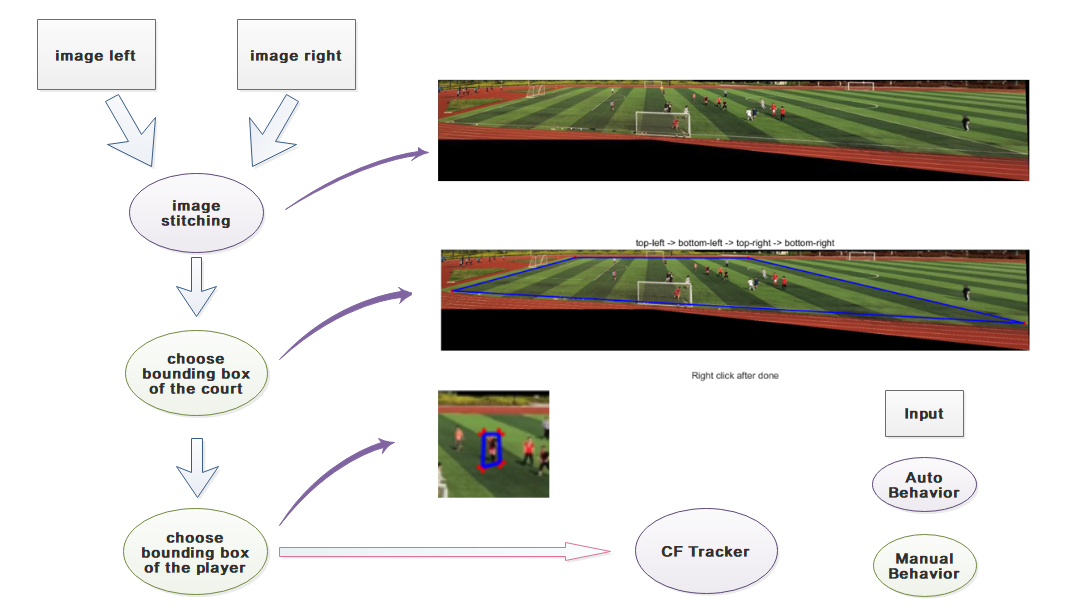 image left
image right
image
stitching
top-left -> bottom-left -> top-right -> bottom-right
choose
bounding box
of the court
Right click after done
Input
Auto
Behavior
choose
bounding box
of the player
CF Tracker
Manual
Behavior